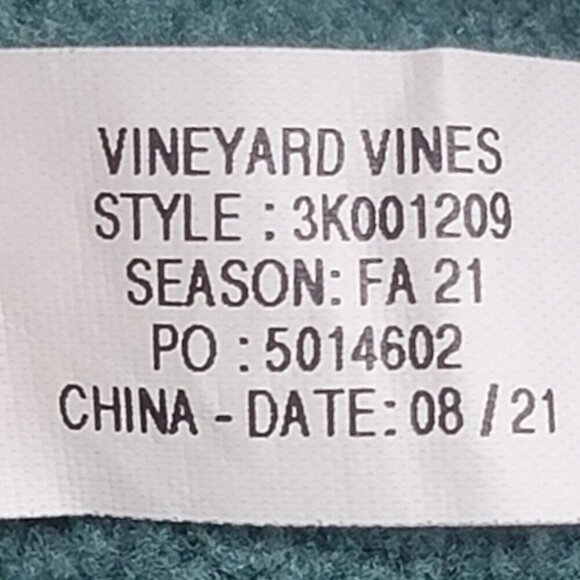 VINEYARD VINES
STYLE : 3K001209
SEASON: FA 21
PO : 5014602
CHINA - DATE: 08 / 21